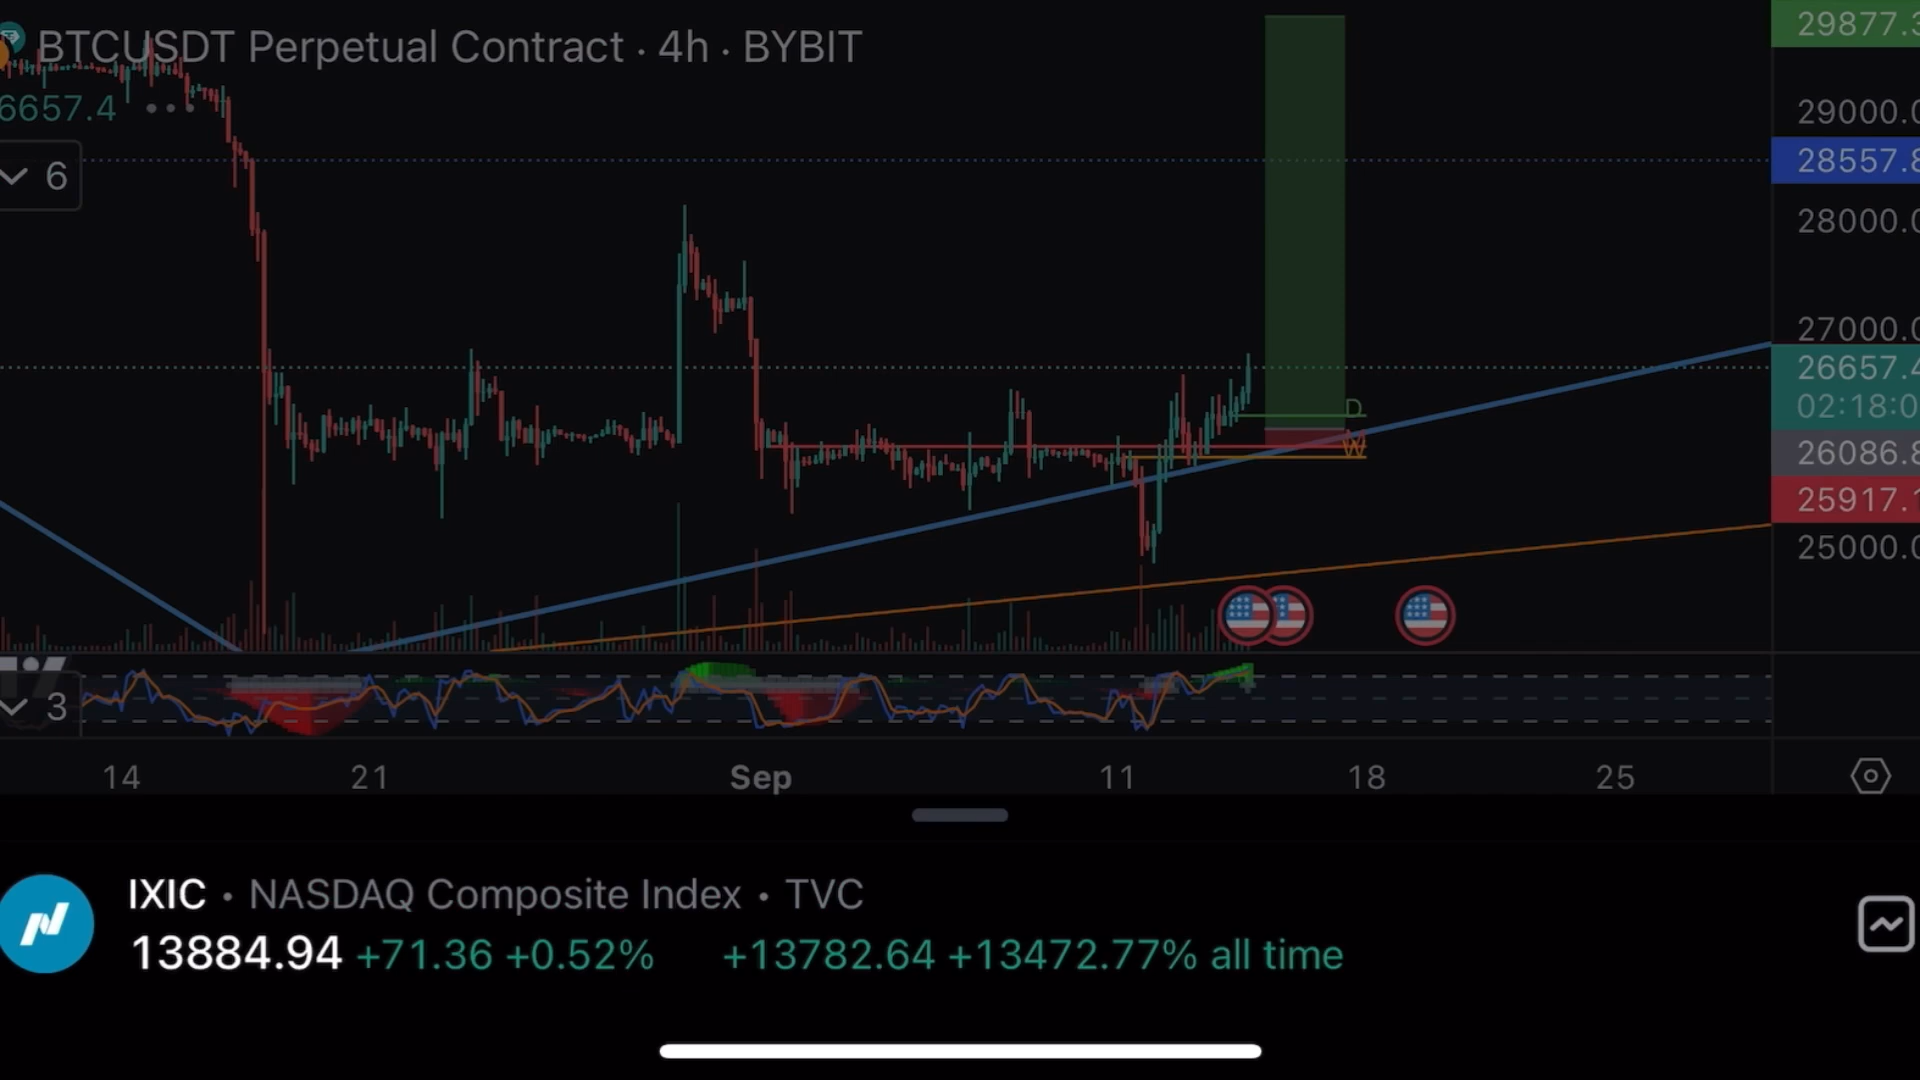 BTCUSDT Perpetual Contract · 4h · BYBIT
6657.4 •••
6
29877.3
29000.0
28557.8
28000.0
27000.0
26657.4
02:18:0
26086.8
25917.1
25000.0
D
W
3
14 21 Sep 11 18 25
IXIC · NASDAQ Composite Index · TVC
13884.94 +71.36 +0.52% +13782.64 +13472.77% all time